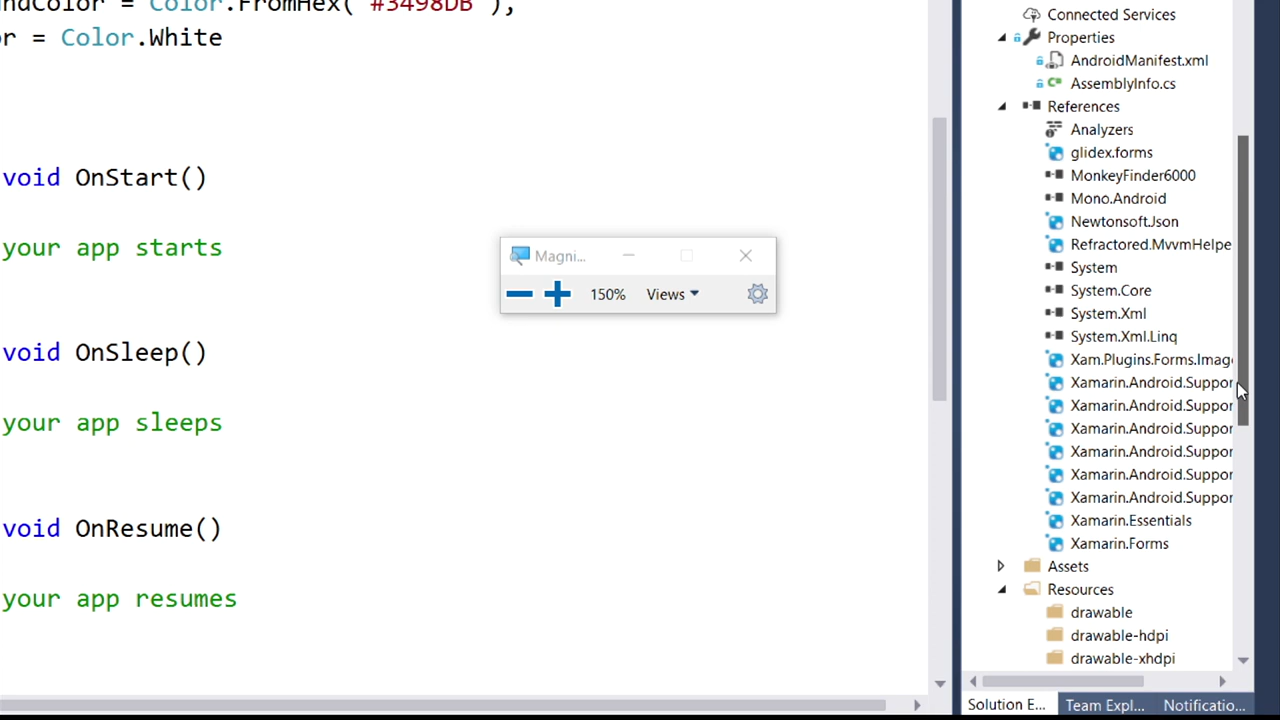 ndColor = Color.FromHex("#3498DB"),
or = Color.White
void OnStart()
your app starts
void OnSleep()
your app sleeps
void OnResume()
your app resumes
Magni...
150%
Views
Connected Services
Properties
AndroidManifest.xml
AssemblyInfo.cs
References
Analyzers
glidex.forms
MonkeyFinder6000
Mono.Android
Newtonsoft.Json
Refractored.MvvmHelpe
System
System.Core
System.Xml
System.Xml.Linq
Xam.Plugins.Forms.Imag
Xamarin.Android.Suppor
Xamarin.Android.Suppor
Xamarin.Android.Suppor
Xamarin.Android.Suppor
Xamarin.Android.Suppor
Xamarin.Android.Suppor
Xamarin.Essentials
Xamarin.Forms
Assets
Resources
drawable
drawable-hdpi
drawable-xhdpi
Solution E...
Team Expl...
Notificatio...